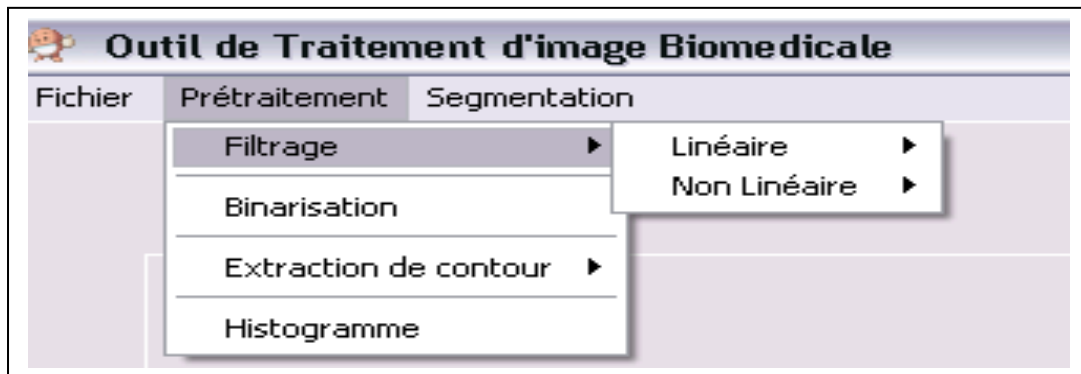 Outil de Traitement d'image Biomedicale
Fichier Prétraitement Segmentation
Filtrage
Linéaire
Non Linéaire
Binarisation
Extraction de contour
Histogramme